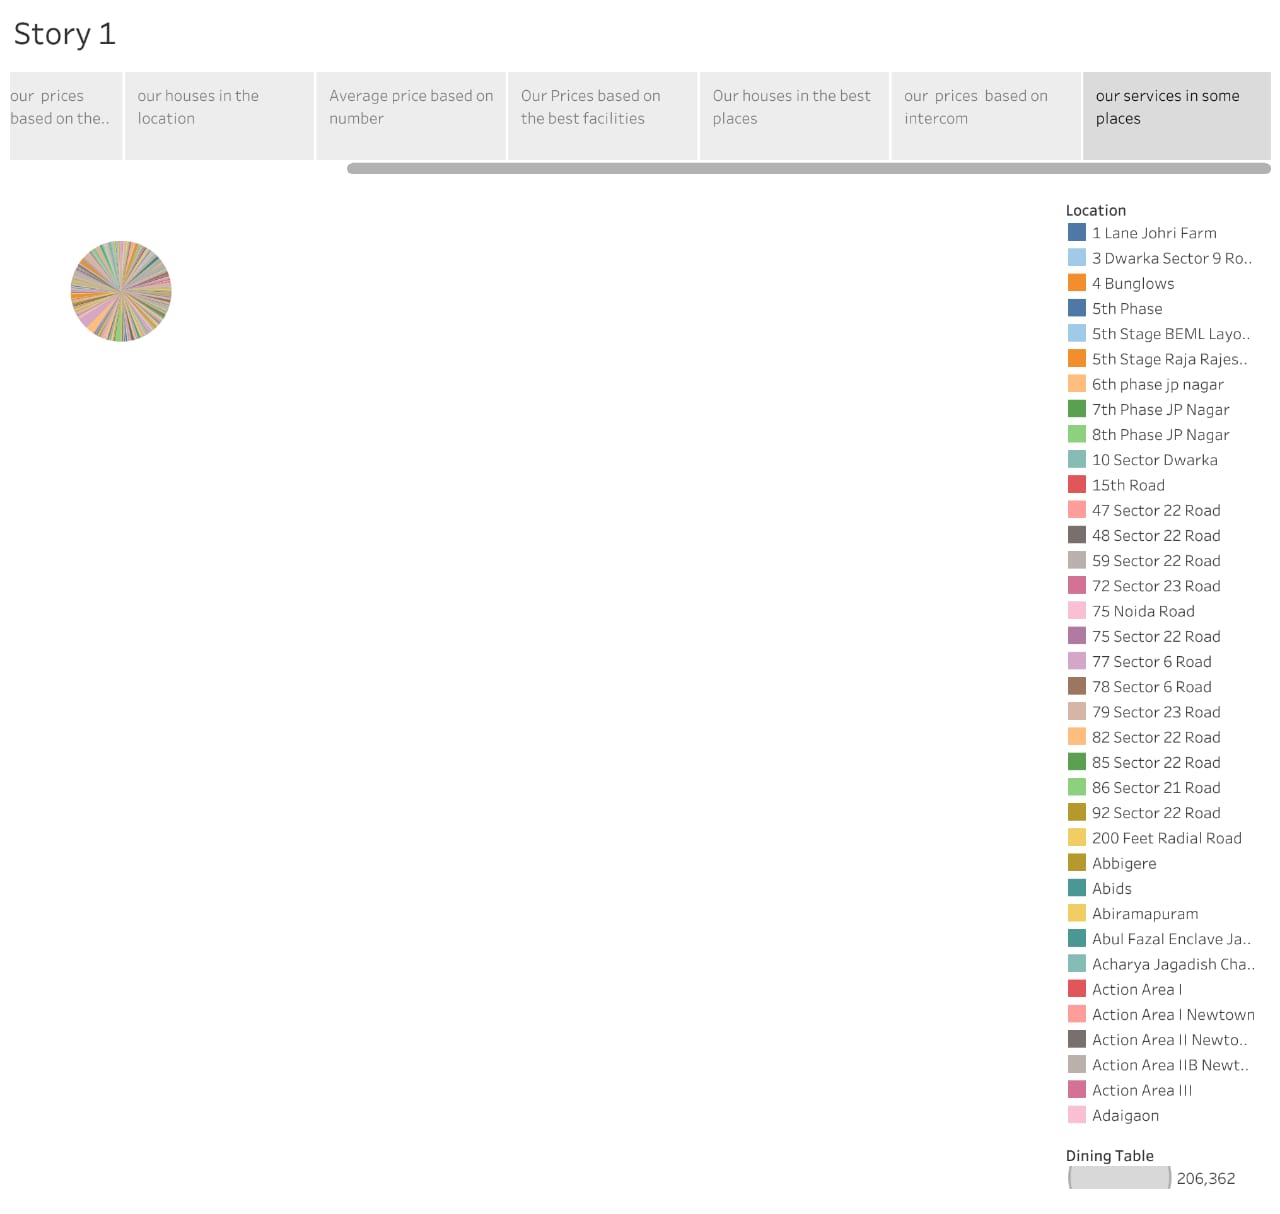 Story 1
our prices
based on the..
our houses in the
location
Average price based on
number
Our Prices based on
the best facilities
Our houses in the best
places
our prices based on
intercom
our services in some
places
Location
1 Lane Johri Farm
3 Dwarka Sector 9 Ro..
4 Bunglows
5th Phase
5th Stage BEML Layo..
5th Stage Raja Rajes..
6th phase jp nagar
7th Phase JP Nagar
8th Phase JP Nagar
10 Sector Dwarka
15th Road
47 Sector 22 Road
48 Sector 22 Road
59 Sector 22 Road
72 Sector 23 Road
75 Noida Road
75 Sector 22 Road
77 Sector 6 Road
78 Sector 6 Road
79 Sector 23 Road
82 Sector 22 Road
85 Sector 22 Road
86 Sector 21 Road
92 Sector 22 Road
200 Feet Radial Road
Abbigere
Abids
Abiramapuram
Abul Fazal Enclave Ja..
Acharya Jagadish Cha..
Action Area I
Action Area I Newtown
Action Area II Newto..
Action Area IIB Newt..
Action Area III
Adaigaon
Dining Table
206,362